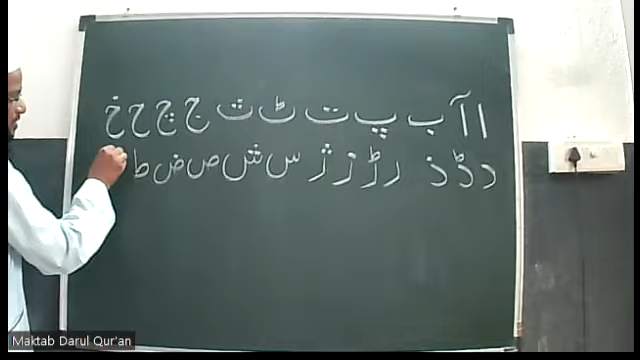 ا آ ب پ ت ٹ ث ج چ ح خ
د ڈ ذ ر ڑ ز ژ س ش ص ض ط
Maktab Darul Qur'an